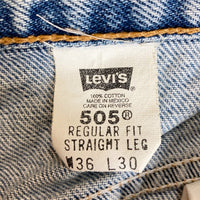 LEVI'S
100% COTTON
MADE IN MEXICO
CARE ON REVERSE
505®
REGULAR FIT
STRAIGHT LEG
W36 L30